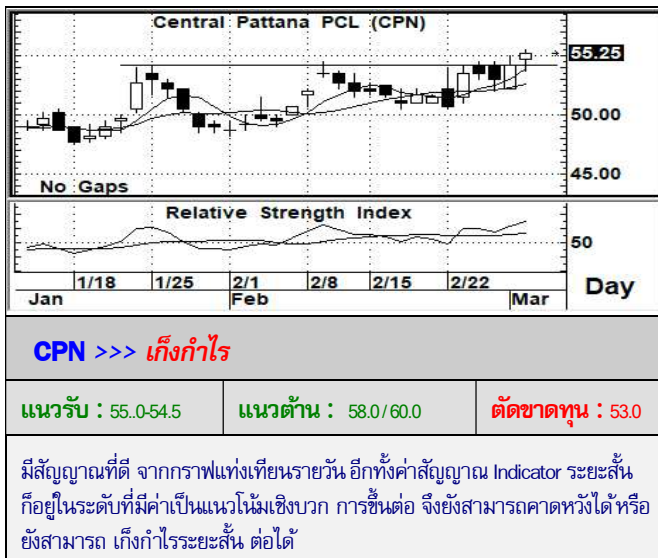 Central Pattana PCL (CPN)
55.25
50.00
45.00
No Gaps
Relative Strength Index
50
1/18 1/25 2/1 2/8 2/15 2/22
Jan Feb Mar
Day
CPN >>> เก็งกำไร
แนวรับ : 55..0-54.5
แนวต้าน : 58.0/60.0
ตัดขาดทุน : 53.0
มีสัญญาณที่ดี จากกราฟแท่งเทียนรายวัน อีกทั้งค่าสัญญาณ Indicator ระยะสั้น
ก็อยู่ในระดับที่มีค่าเป็นแนวโน้มเชิงบวก การขึ้นต่อ จึงยังสามารถคาดหวังได้ หรือ
ยังสามารถ เก็งกำไรระยะสั้น ต่อได้